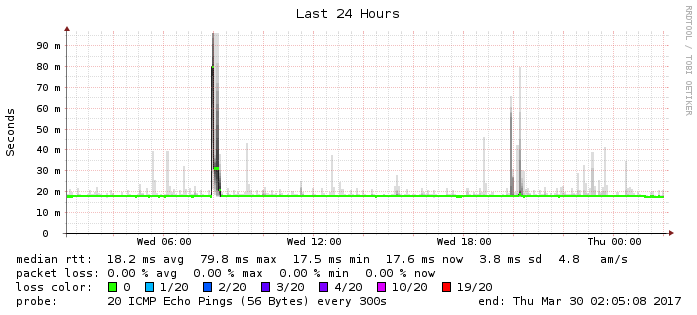 Last 24 Hours
RRDTOOL / TOBI OETIKER
Seconds
90 m
80 m
70 m
60 m
50 m
40 m
30 m
20 m
10 m
0
Wed 06:00 Wed 12:00 Wed 18:00 Thu 00:00
median rtt: 18.2 ms avg 79.8 ms max 17.5 ms min 17.6 ms now 3.8 ms sd 4.8 am/s
packet loss: 0.00 % avg 0.00 % max 0.00 % min 0.00 % now
loss color: 0 1/20 2/20 3/20 4/20 10/20 19/20
probe: 20 ICMP Echo Pings (56 Bytes) every 300s end: Thu Mar 30 02:05:08 2017